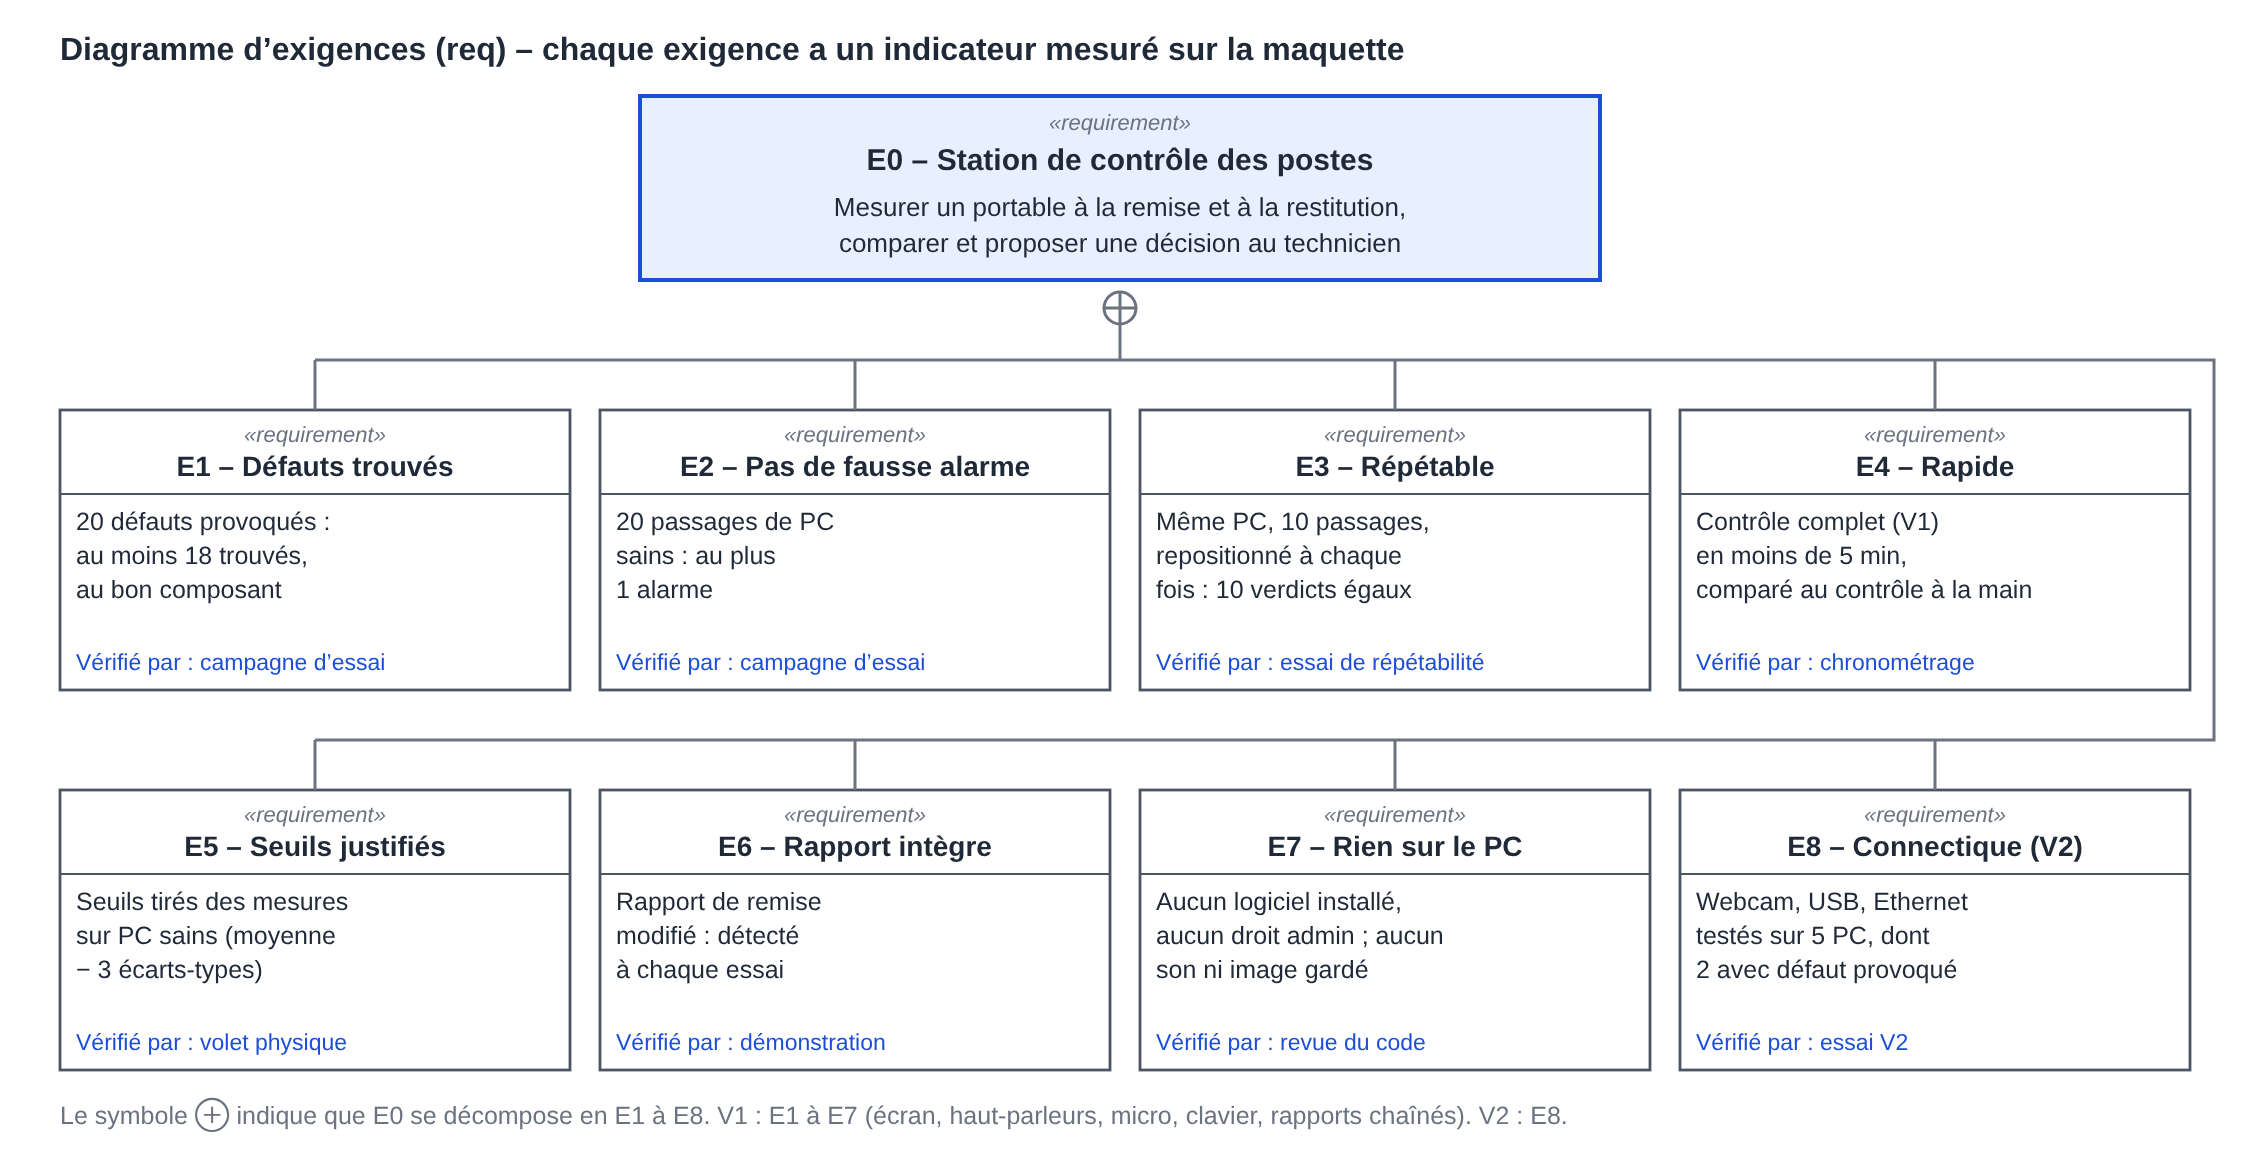 Diagramme d’exigences (req) – chaque exigence a un indicateur mesuré sur la maquette
«requirement»
E0 – Station de contrôle des postes
Mesurer un portable à la remise et à la restitution,
comparer et proposer une décision au technicien
«requirement»
E1 – Défauts trouvés
20 défauts provoqués :
au moins 18 trouvés,
au bon composant
Vérifié par : campagne d’essai
«requirement»
E2 – Pas de fausse alarme
20 passages de PC
sains : au plus
1 alarme
Vérifié par : campagne d’essai
«requirement»
E3 – Répétable
Même PC, 10 passages,
repositionné à chaque
fois : 10 verdicts égaux
Vérifié par : essai de répétabilité
«requirement»
E4 – Rapide
Contrôle complet (V1)
en moins de 5 min,
comparé au contrôle à la main
Vérifié par : chronométrage
«requirement»
E5 – Seuils justifiés
Seuils tirés des mesures
sur PC sains (moyenne
− 3 écarts-types)
Vérifié par : volet physique
«requirement»
E6 – Rapport intègre
Rapport de remise
modifié : détecté
à chaque essai
Vérifié par : démonstration
«requirement»
E7 – Rien sur le PC
Aucun logiciel installé,
aucun droit admin ; aucun
son ni image gardé
Vérifié par : revue du code
«requirement»
E8 – Connectique (V2)
Webcam, USB, Ethernet
testés sur 5 PC, dont
2 avec défaut provoqué
Vérifié par : essai V2
Le symbole ⊕ indique que E0 se décompose en E1 à E8. V1 : E1 à E7 (écran, haut-parleurs, micro, clavier, rapports chaînés). V2 : E8.